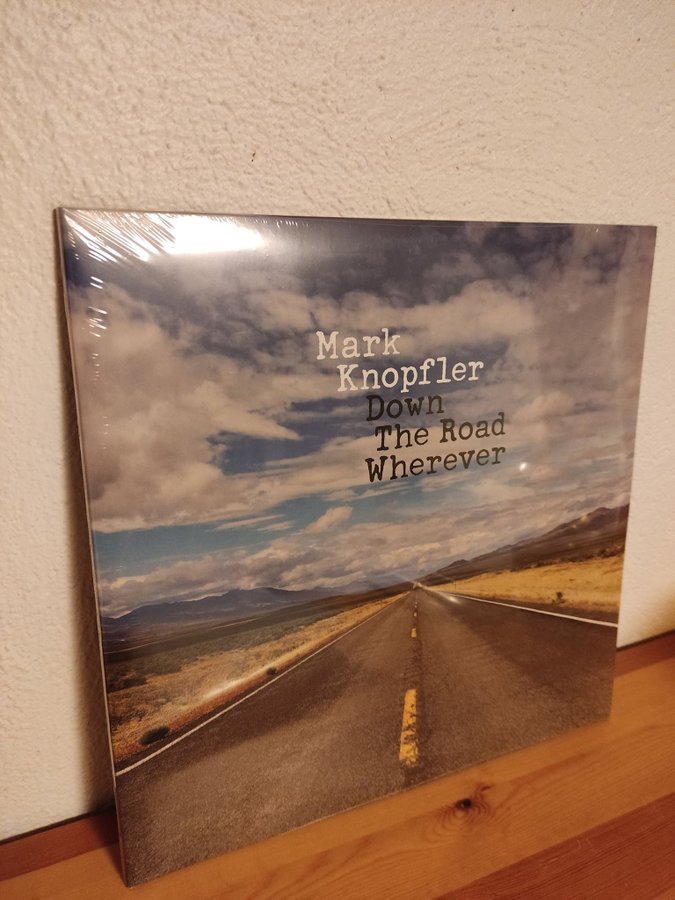 Mark
Knopfler
Down
The Road
Wherever